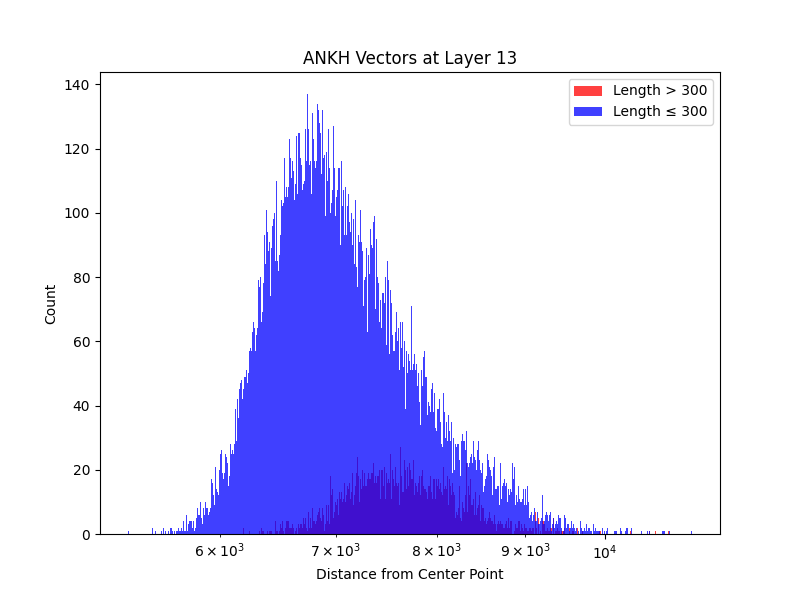 ANKH Vectors at Layer 13
Length > 300
Length ≤ 300
140
120
100
80
60
40
20
0
Count
6 × 10³
7 × 10³
8 × 10³
9 × 10³
10⁴
Distance from Center Point